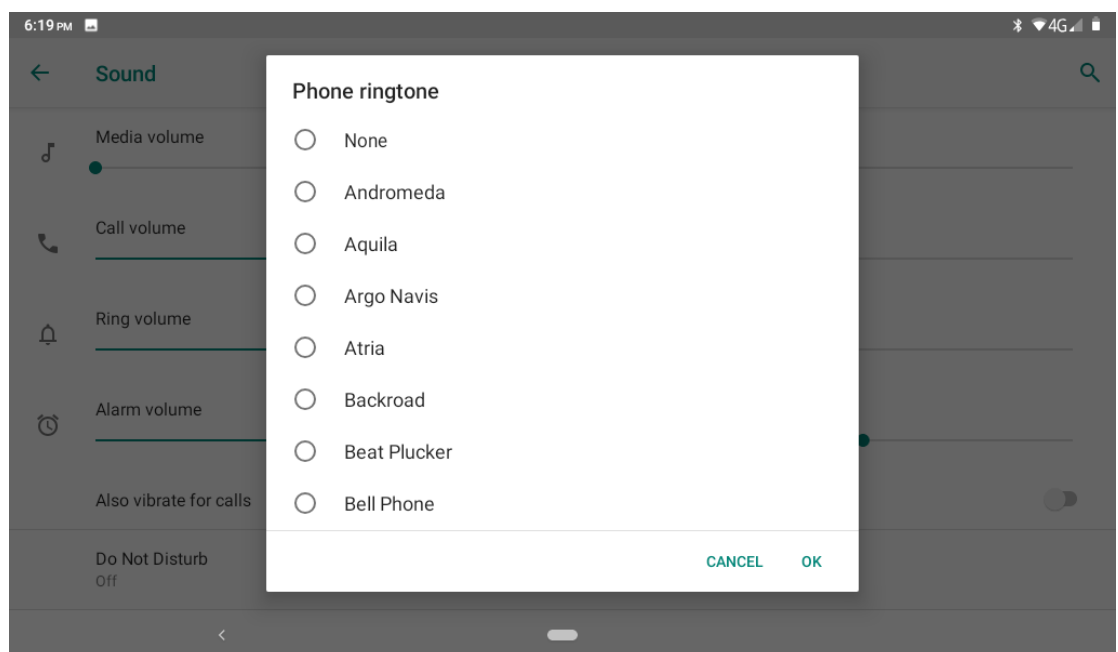 6:19 PM
4G
Sound
Phone ringtone
Media volume
None
Andromeda
Call volume
Aquila
Argo Navis
Ring volume
Atria
Backroad
Alarm volume
Beat Plucker
Also vibrate for calls
Bell Phone
Do Not Disturb
Off
CANCEL OK